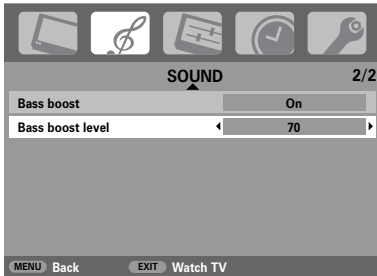 SOUND 2/2
Bass boost On
Bass boost level 70
MENU Back EXIT Watch TV